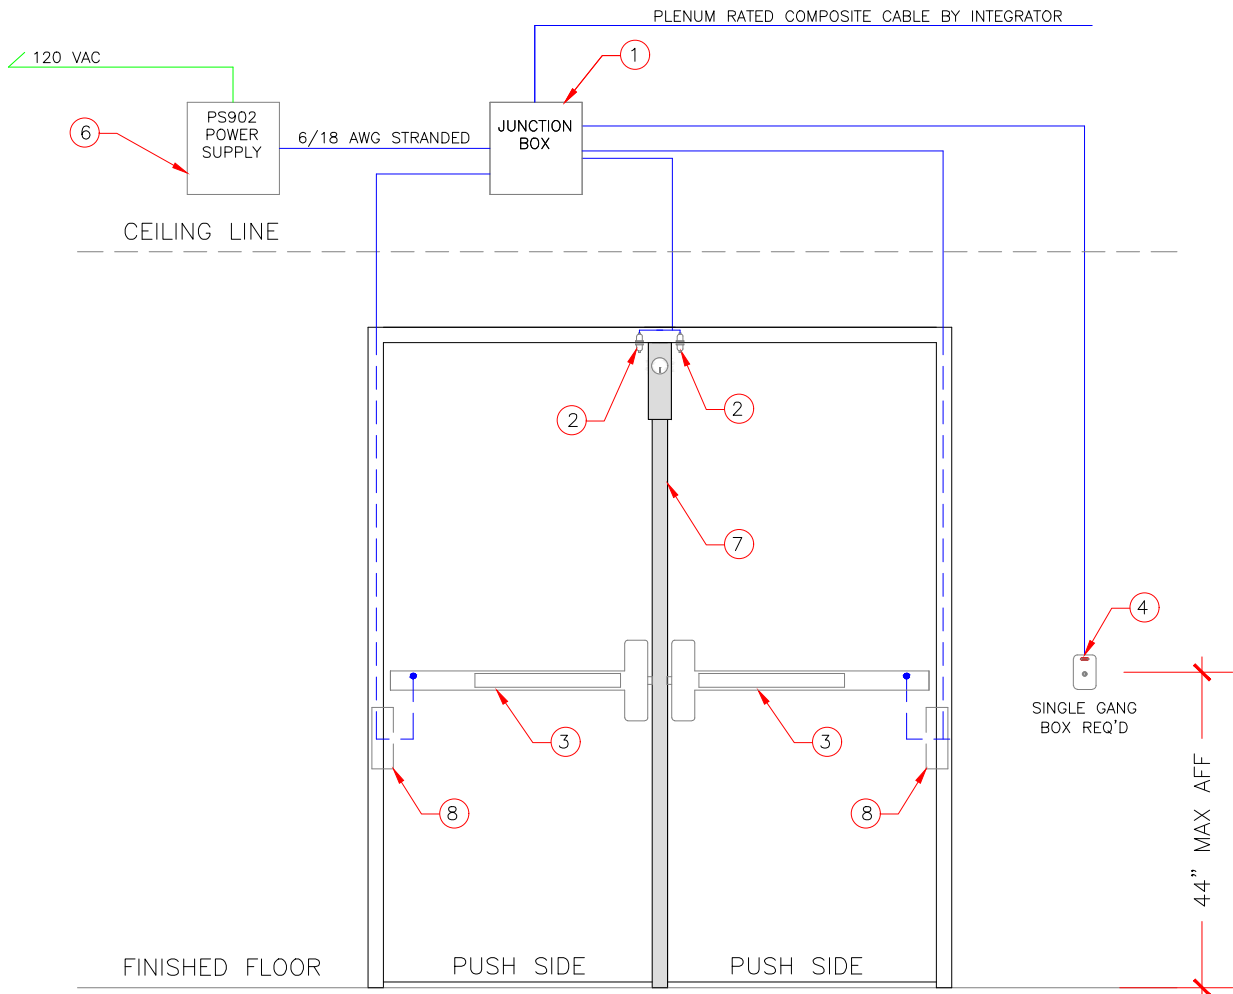 PLENUM RATED COMPOSITE CABLE BY INTEGRATOR
120 VAC
1
PS902
POWER
SUPPLY
6
6/18 AWG STRANDED
JUNCTION
BOX
CEILING LINE
2
2
7
4
SINGLE GANG
BOX REQ'D
3
3
8
8
44" MAX AFF
FINISHED FLOOR
PUSH SIDE
PUSH SIDE